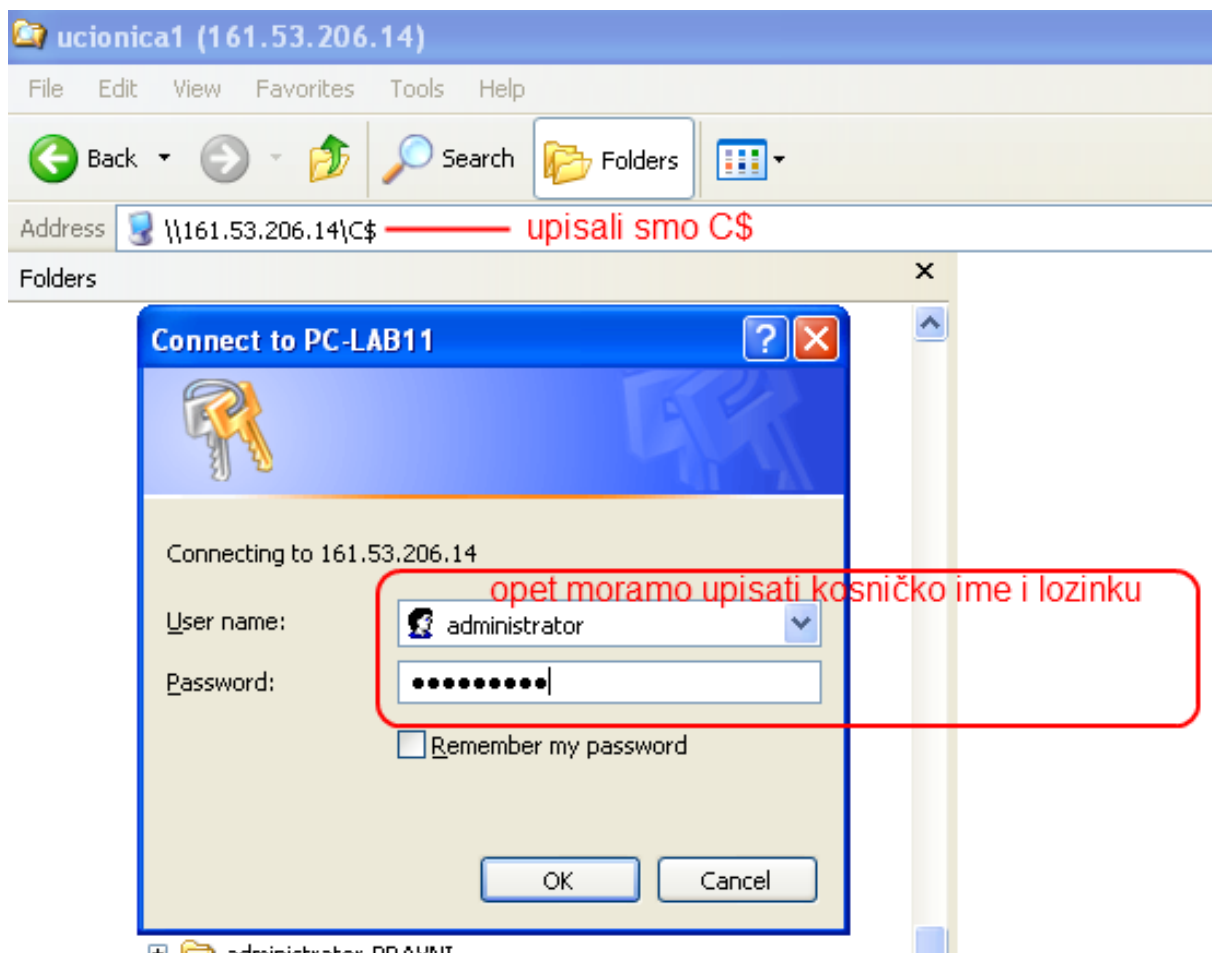 ucionica1 (161.53.206.14)
File Edit View Favorites Tools Help
Back Search Folders
Address \\161.53.206.14\C$ upisali smo C$
Folders
Connect to PC-LAB11
Connecting to 161.53.206.14
opet moramo upisati kosničko ime i lozinku
User name: administrator
Password: •••••••••
Remember my password
OK Cancel
administrator.PRAVNI